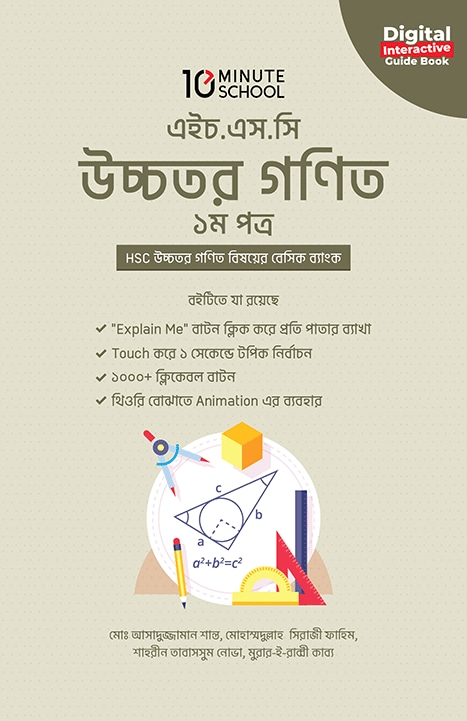 Digital
Interactive
Guide Book
10 MINUTE
SCHOOL
এইচ.এস.সি
উচ্চতর গণিত
১ম পত্র
HSC উচ্চতর গণিত বিষয়ের বেসিক ব্যাংক
বইটিতে যা রয়েছে
"Explain Me" বাটন ক্লিক করে প্রতি পাতার ব্যাখা
Touch করে ১ সেকেন্ডে টপিক নির্বাচন
১০০০+ ক্লিকেবল বাটন
থিওরি বোঝাতে Animation এর ব্যবহার
c
b
a
a²+b²=c²
মোঃ আসাদুজ্জামান শান্ত, মোহাম্মদুল্লাহ সিরাজী ফাহিম,
শাহরীন তাবাসসুম নোভা, মুরার-ই-রাব্বী কাব্য